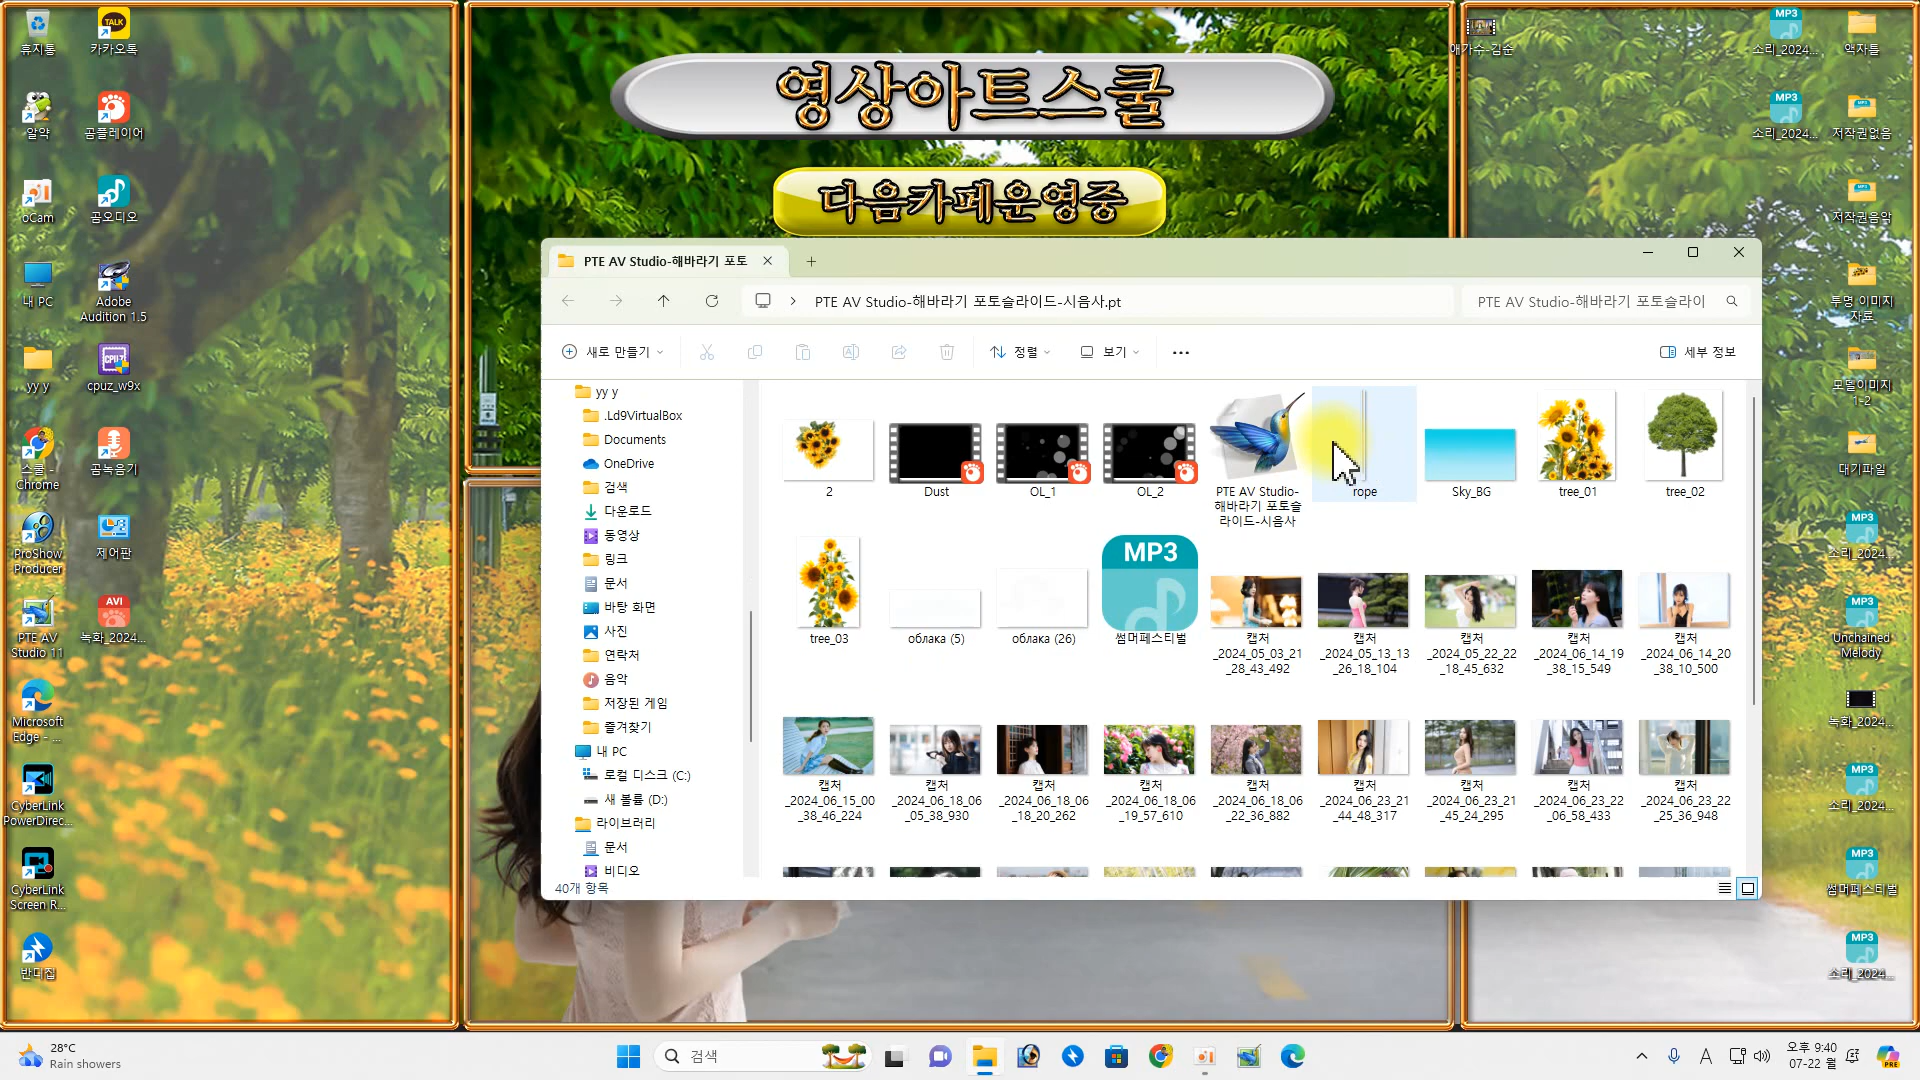 휴지통
카카오톡
알약
곰플레이어
oCam
곰오디오
내 PC
Adobe
Audition 1.5
yy y
cpuz_w9x
스쿨 -
Chrome
곰녹음기
ProShow
Producer
제어판
PTE AV
Studio 11
녹화_2024...
Microsoft
Edge - ...
CyberLink
PowerDirec...
CyberLink
Screen R...
반디집
TALK
CPUID
AVI
영상아트스쿨
다음카페운영중
PTE AV Studio-해바라기 포토
PTE AV Studio-해바라기 포토슬라이드-시음사.pt
PTE AV Studio-해바라기 포토슬라이
새로 만들기
정렬
보기
세부 정보
yy y
.Ld9VirtualBox
Documents
OneDrive
검색
다운로드
동영상
링크
문서
바탕 화면
사진
연락처
음악
저장된 게임
즐겨찾기
내 PC
로컬 디스크 (C:)
새 볼륨 (D:)
라이브러리
문서
비디오
2
Dust
OL_1
OL_2
PTE AV Studio-
해바라기 포토슬
라이드-시음사
rope
Sky_BG
tree_01
tree_02
tree_03
облака (5)
облака (26)
MP3
썸머페스티벌
캡처
_2024_05_03_21
_28_43_492
캡처
_2024_05_13_13
_26_18_104
캡처
_2024_05_22_22
_18_45_632
캡처
_2024_06_14_19
_38_15_549
캡처
_2024_06_14_20
_38_10_500
캡처
_2024_06_15_00
_38_46_224
캡처
_2024_06_18_06
_05_38_930
캡처
_2024_06_18_06
_18_20_262
캡처
_2024_06_18_06
_19_57_610
캡처
_2024_06_18_06
_22_36_882
캡처
_2024_06_23_21
_44_48_317
캡처
_2024_06_23_21
_45_24_295
캡처
_2024_06_23_22
_06_58_433
캡처
_2024_06_23_22
_25_36_948
40개 항목
MP3
소리_2024...
액자틀
MP3
소리_2024...
저작권없음
저작권음악
투명 이미지
자료
모델이미지
1-2
대기파일
MP3
소리_2024...
MP3
Unchained
Melody
녹화_2024...
MP3
소리_2024...
MP3
썸머페스티벌
MP3
소리_2024...
28°C
Rain showers
검색
A
오후 9:40
07-22 월
PRE